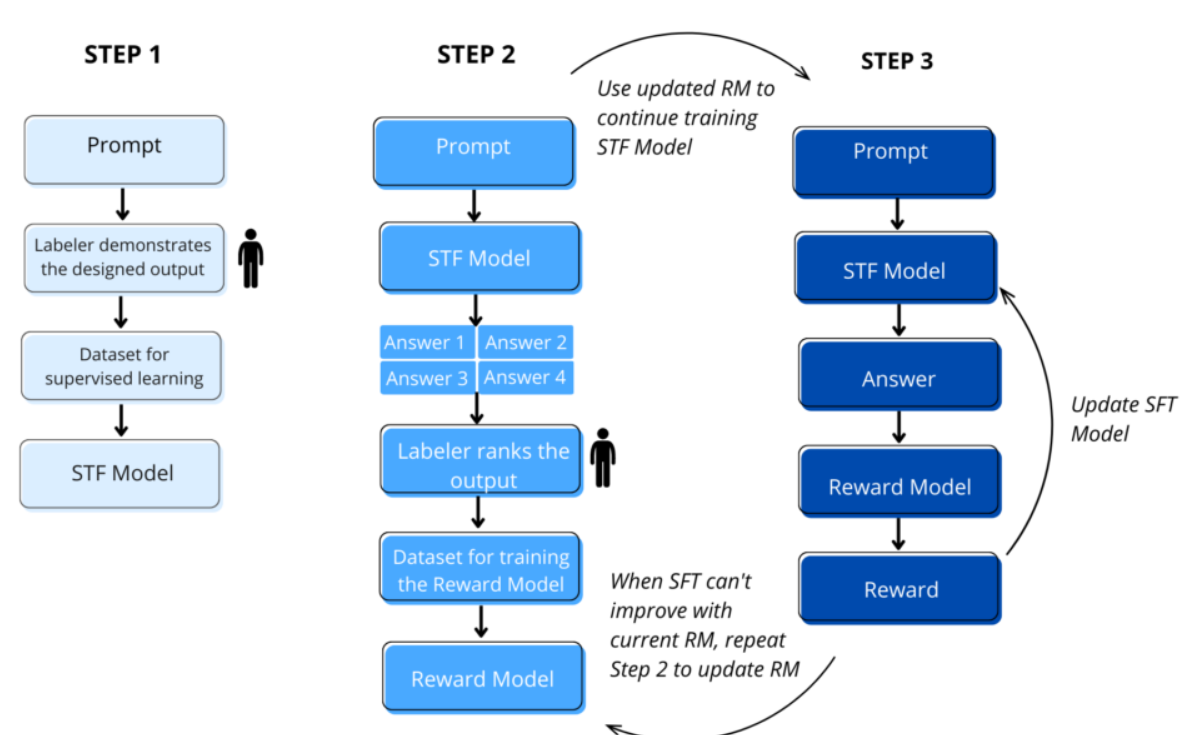 STEP 1
Prompt
Labeler demonstrates
the designed output
Dataset for
supervised learning
STF Model
STEP 2
Prompt
STF Model
Answer 1
Answer 2
Answer 3
Answer 4
Labeler ranks the
output
Dataset for training
the Reward Model
Reward Model
Use updated RM to
continue training
STF Model
STEP 3
Prompt
STF Model
Answer
Reward Model
Reward
Update SFT
Model
When SFT can't
improve with
current RM, repeat
Step 2 to update RM